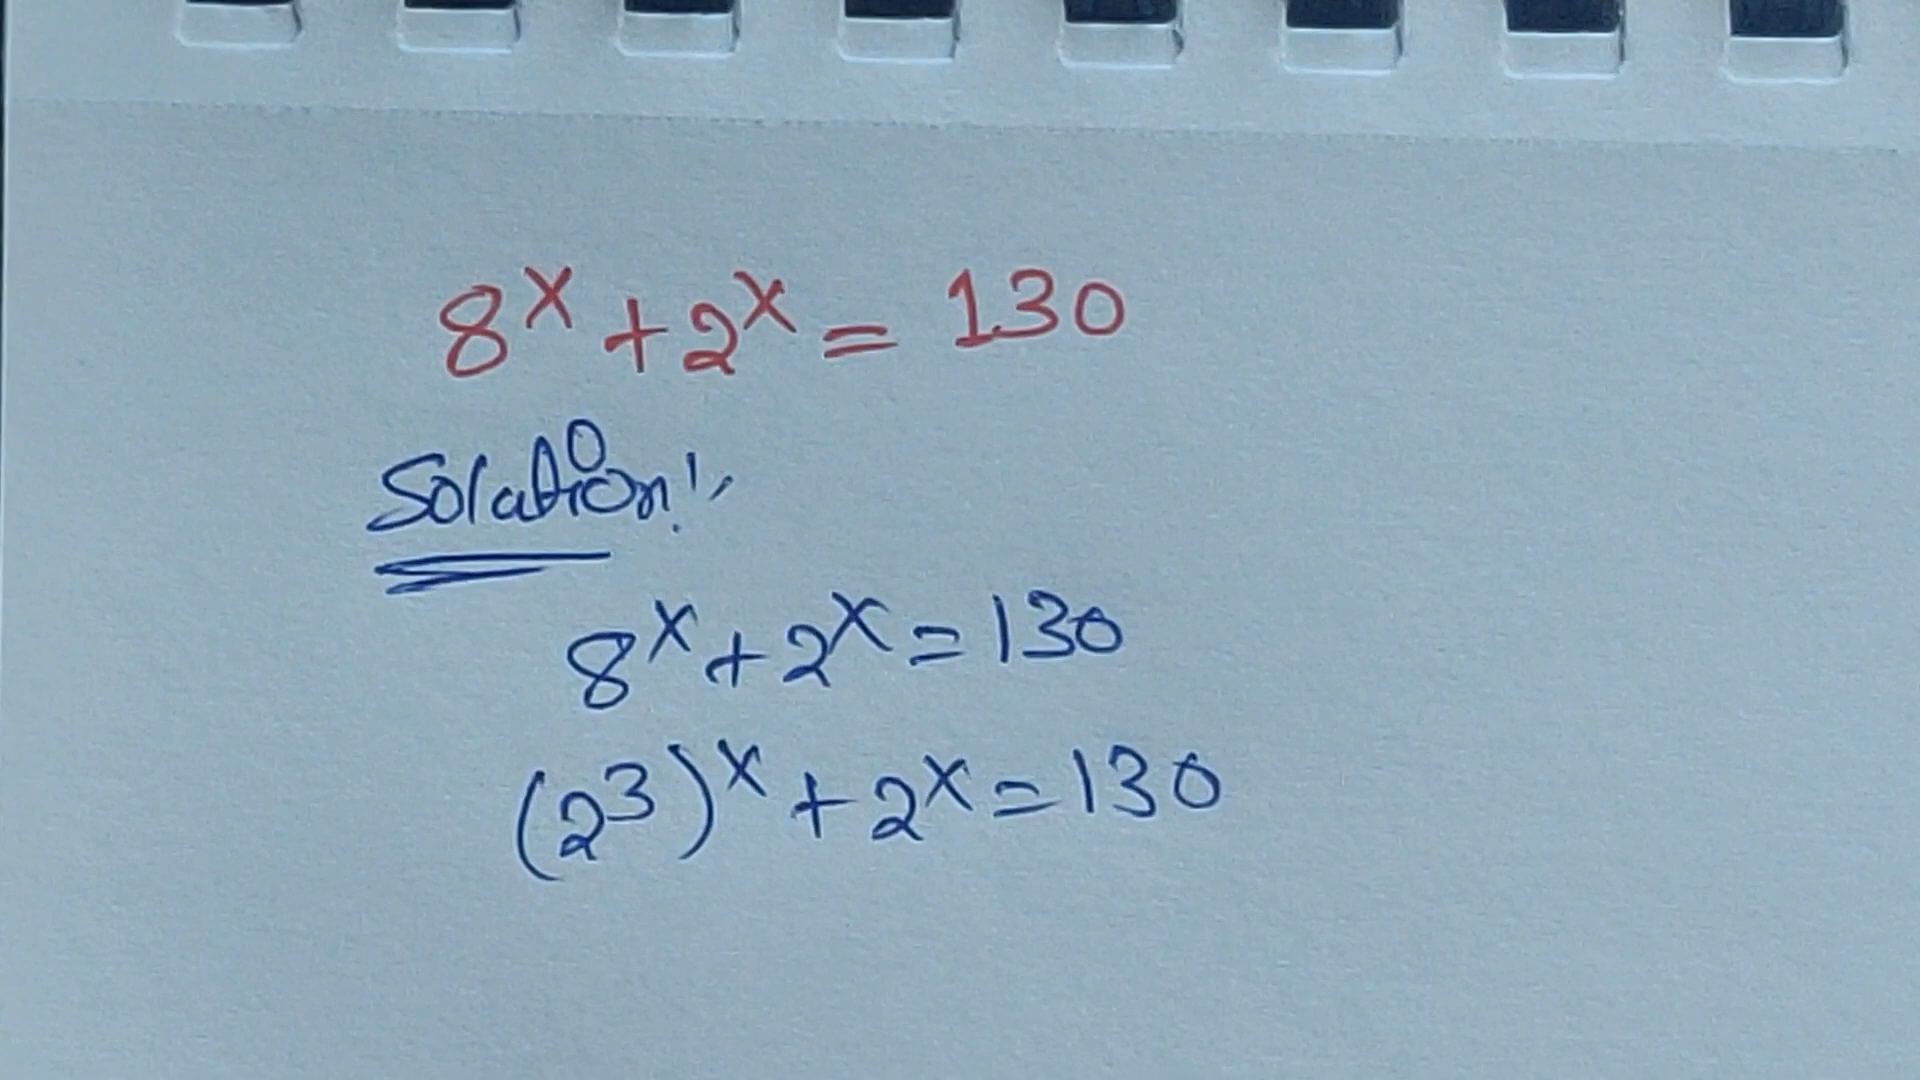 8^x + 2^x = 130
Solution:-
8^x + 2^x = 130
(2^3)^x + 2^x = 130